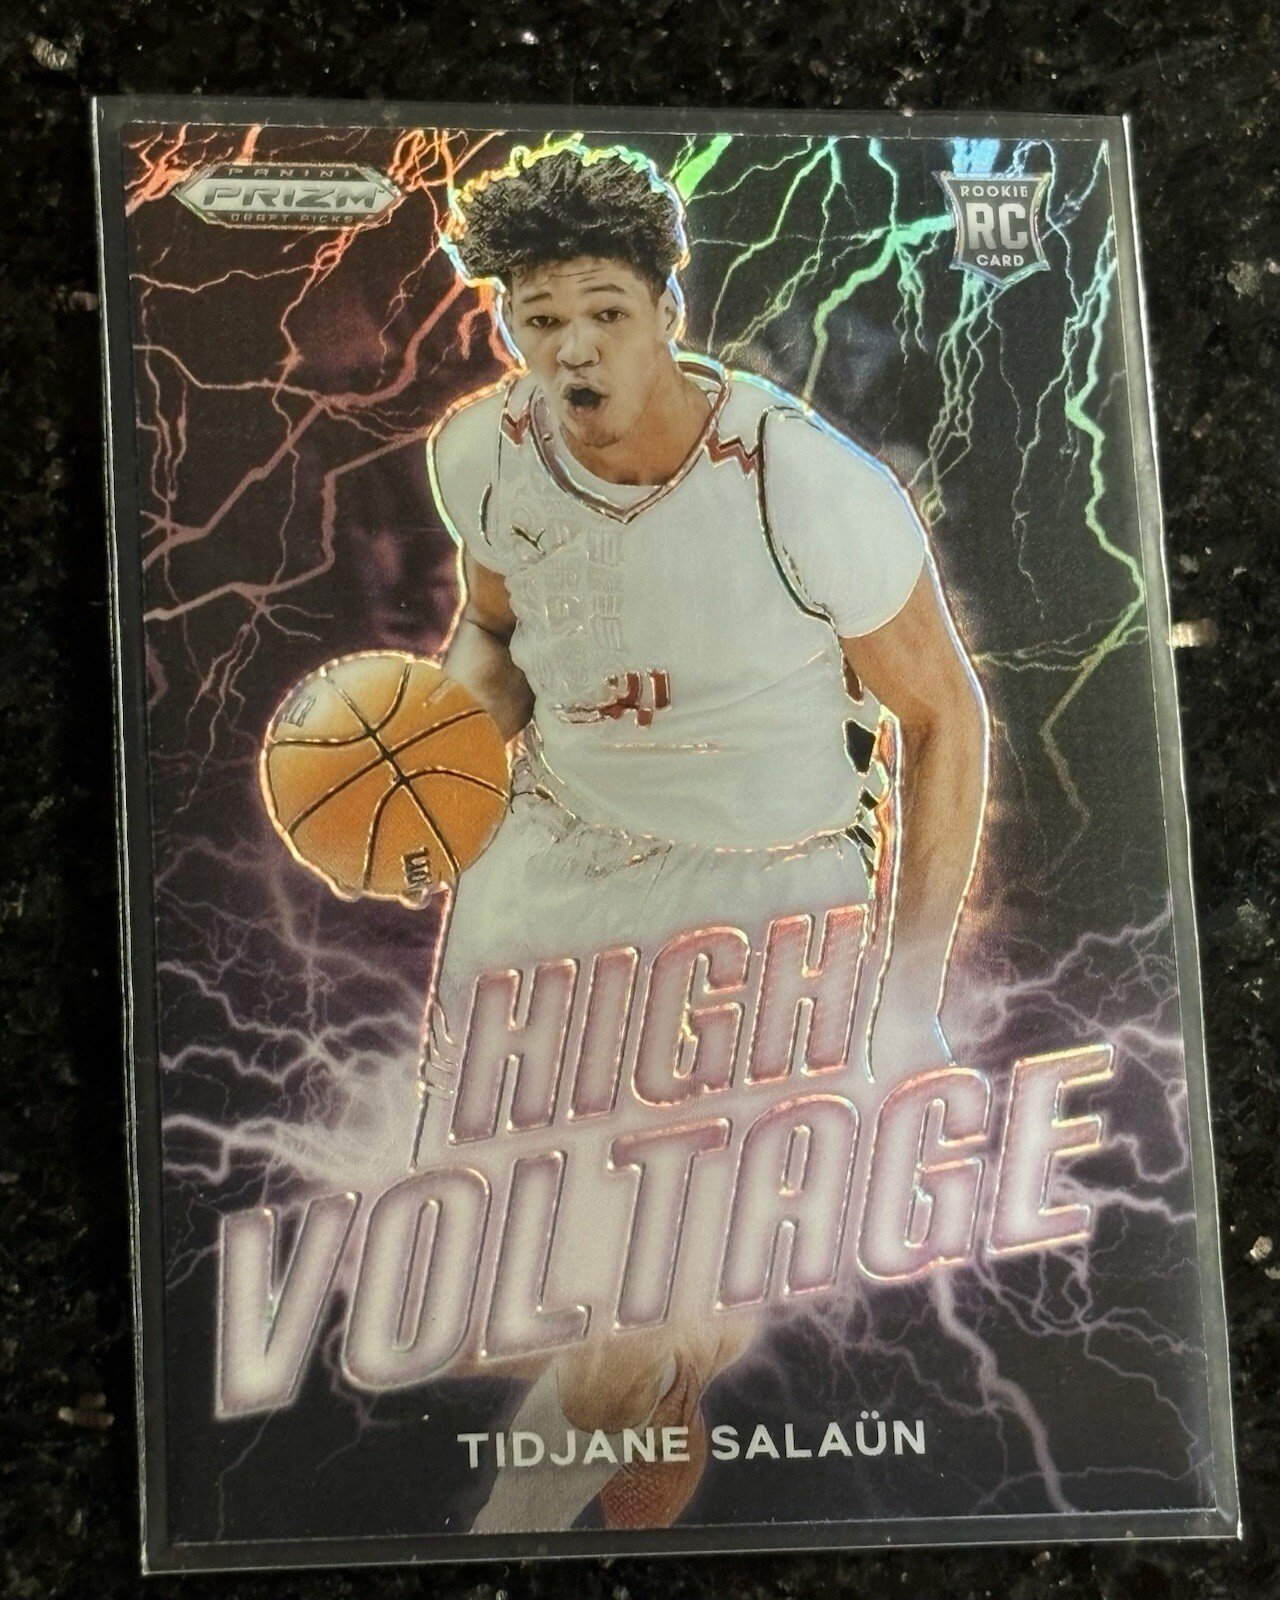 PANINI
PRIZM
DRAFT PICKS
ROOKIE
RC
CARD
HIGH
VOLTAGE
TIDJANE SALAÜN